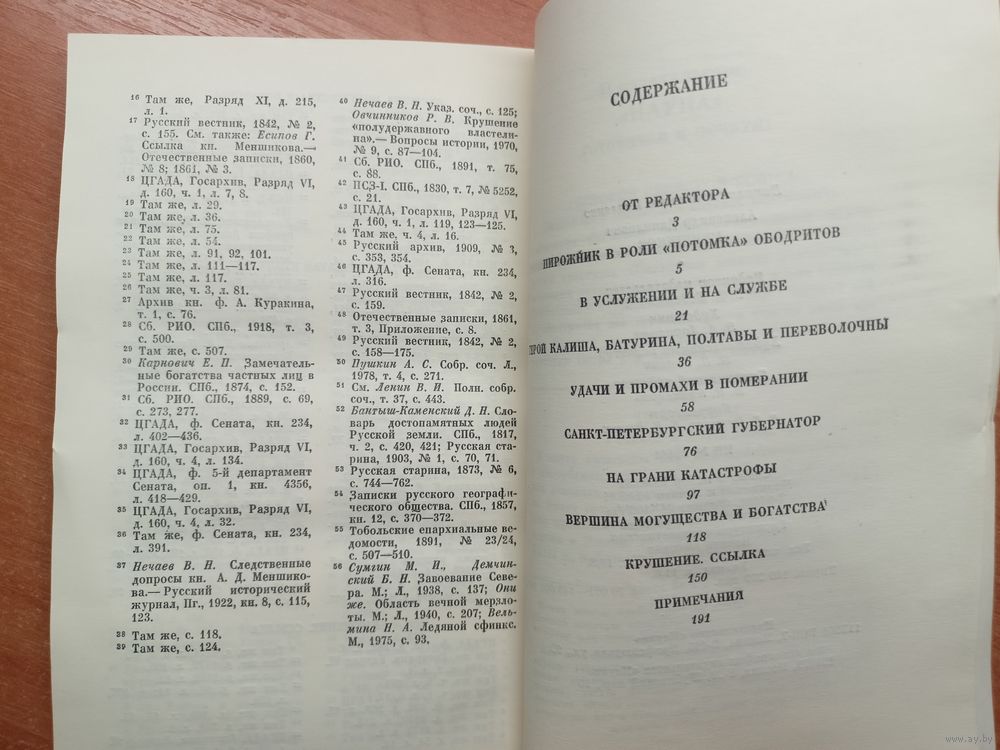 16 Там же, Разряд XI, д. 215,
л. 1.
17 Русский вестник, 1842, № 2,
с. 155. См. также: Есипов Г.
Ссылка кн. Меншикова.—
Отечественные записки, 1860,
№ 8; 1861, № 3.
18 ЦГАДА, Госархив, Разряд VI,
д. 160, ч. 1, л. 7, 8.
19 Там же, л. 29.
20 Там же, л. 36.
21 Там же, л. 75.
22 Там же, л. 54.
23 Там же, л. 91, 92, 101.
24 Там же, л. 111—117.
25 Там же, л. 117.
26 Там же, ч. 3, л. 81.
27 Архив кн. ф. А. Куракина,
т. 1, с. 76.
28 Сб. РИО. СПб., 1918, т. 3,
с. 500.
29 Там же, с. 507.
30 Карнович Е. П. Замечатель-
ные богатства частных лиц в
России. СПб., 1874, с. 152.
31 Сб. РИО. СПб., 1889, с. 69,
с. 273, 277.
32 ЦГАДА, ф. Сената, кн. 234,
л. 402—436.
33 ЦГАДА, Госархив, Разряд VI,
д. 160, ч. 4, л. 134.
34 ЦГАДА, ф. 5-й департамент
Сената, оп. 1, кн. 4356,
л. 418—429.
35 ЦГАДА, Госархив, Разряд VI,
д. 160, ч. 4, л. 32.
36 Там же, ф. Сената, кн. 234,
л. 391.
37 Нечаев В. Н. Следственные
допросы кн. А. Д. Меншико-
ва.— Русский исторический
журнал, Пг., 1922, кн. 8, с. 115,
123.
38 Там же, с. 118.
39 Там же, с. 124.
40 Нечаев В. Н. Указ. соч., с. 125;
Овчинников Р. В. Крушение
«полудержавного властели-
на».— Вопросы истории, 1970,
№ 9, с. 87—104.
41 Сб. РИО. СПб., 1891, т. 75,
с. 88.
42 ПСЗ-I. СПб., 1830, т. 7, № 5252,
с. 21.
43 ЦГАДА, Госархив, Разряд VI,
д. 160, ч. 1, л. 119, 123—125.
44 Там же, ч. 4, л. 16.
45 Русский архив, 1909, № 3,
с. 353, 354.
46 ЦГАДА, ф. Сената, кн. 234,
л. 316.
47 Русский вестник, 1842, № 2,
с. 159.
48 Отечественные записки, 1861,
т. 3, Приложение, с. 8.
49 Русский вестник, 1842, № 2,
с. 158—175.
50 Пушкин А. С. Собр. соч. Л.,
1978, т. 4, с. 271.
51 См. Ленин В. И. Полн. собр.
соч., т. 37, с. 443.
52 Бантыш-Каменский Д. Н. Сло-
варь достопамятных людей
Русской земли. СПб., 1817,
ч. 2, с. 420, 421; Русская ста-
рина, 1903, № 1, с. 70, 71.
53 Русская старина, 1873, № 6,
с. 744—762.
54 Записки русского географи-
ческого общества. СПб., 1857,
кн. 12, с. 370—372.
55 Тобольские епархиальные ве-
домости, 1891, № 23/24,
с. 507—510.
56 Сумгин М. И., Демчин-
ский Б. Н. Завоевание Севе-
ра. М.; Л., 1938, с. 137; Они
же. Область вечной мерзло-
ты. М.; Л., 1940, с. 207; Вель-
мина Н. А. Ледяной сфинкс.
М., 1975, с. 93.
СОДЕРЖАНИЕ
ОТ РЕДАКТОРА
3
ПИРОЖНИК В РОЛИ «ПОТОМКА» ОБОДРИТОВ
5
В УСЛУЖЕНИИ И НА СЛУЖБЕ
21
ГЕРОЙ КАЛИША, БАТУРИНА, ПОЛТАВЫ И ПЕРЕВОЛОЧНЫ
36
УДАЧИ И ПРОМАХИ В ПОМЕРАНИИ
58
САНКТ-ПЕТЕРБУРГСКИЙ ГУБЕРНАТОР
76
НА ГРАНИ КАТАСТРОФЫ
97
ВЕРШИНА МОГУЩЕСТВА И БОГАТСТВА
118
КРУШЕНИЕ. ССЫЛКА
150
ПРИМЕЧАНИЯ
191
www.ay.by